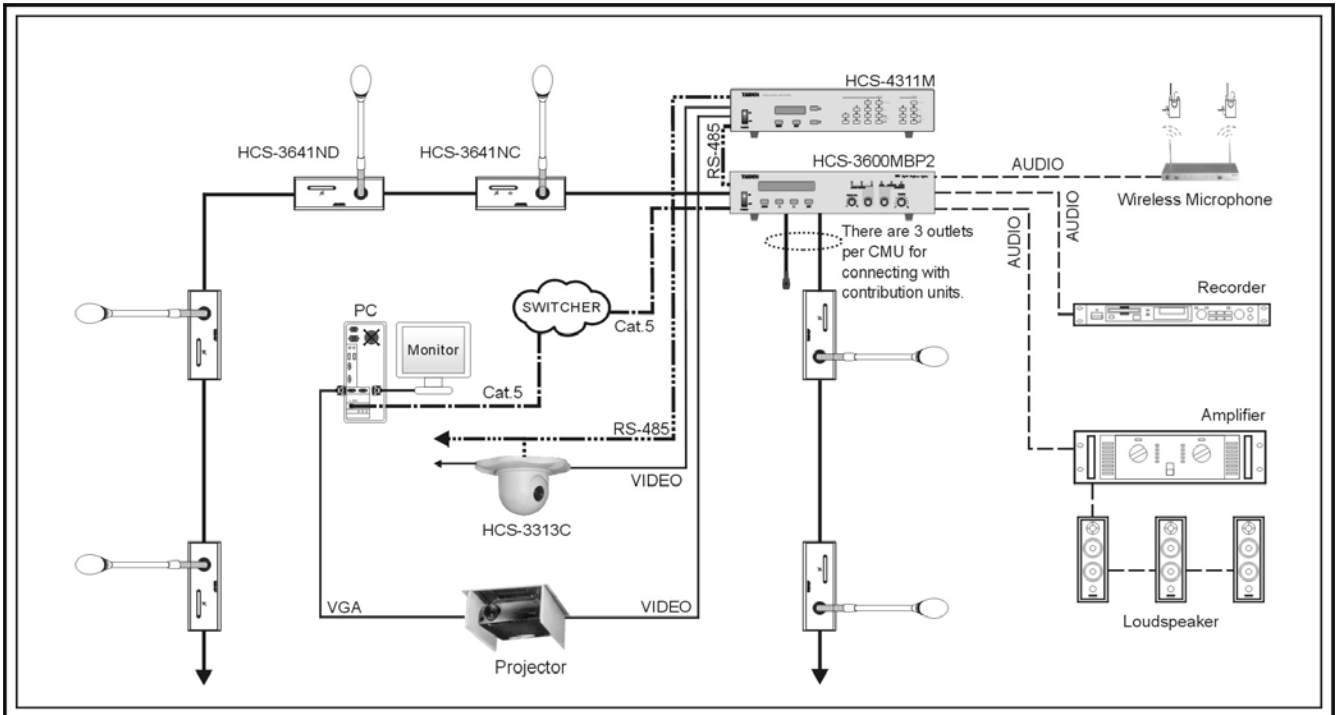 HCS-4311M
HCS-3641ND
HCS-3641NC
RS-485
HCS-3600MBP2
AUDIO
Wireless Microphone
AUDIO
AUDIO
There are 3 outlets
per CMU for
connecting with
contribution units.
Recorder
PC
SWITCHER
Cat.5
Monitor
Cat.5
RS-485
VIDEO
HCS-3313C
Amplifier
VGA
VIDEO
Projector
Loudspeaker
TAIDEN
TAIDEN